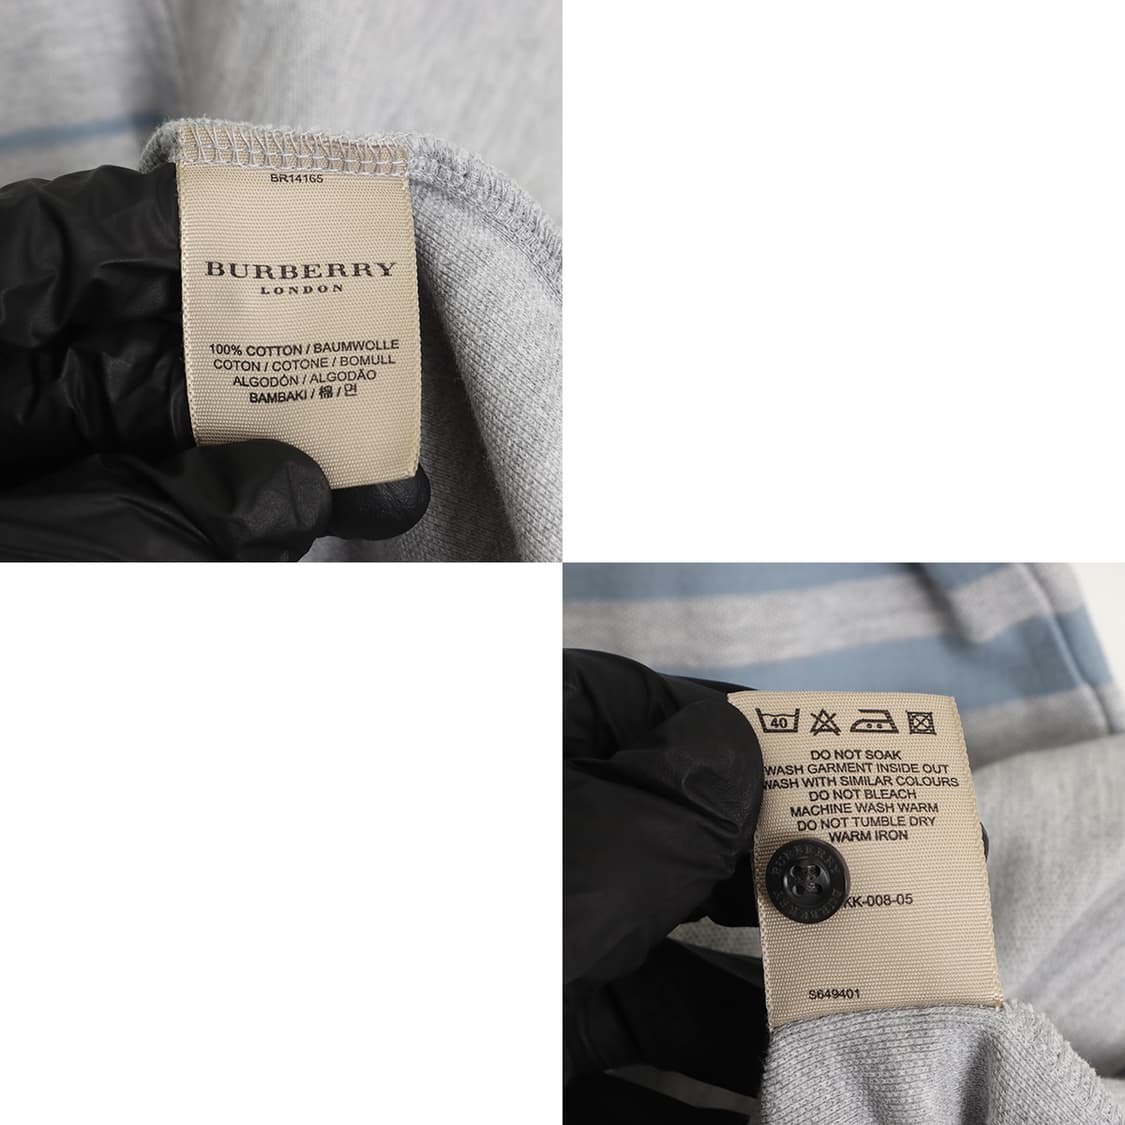 BR14165
BURBERRY
LONDON
100% COTTON / BAUMWOLLE
COTON / COTONE / BOMULL
ALGODÓN / ALGODÃO
BAMBAKI / 棉 / 면
40
DO NOT SOAK
WASH GARMENT INSIDE OUT
WASH WITH SIMILAR COLOURS
DO NOT BLEACH
MACHINE WASH WARM
DO NOT TUMBLE DRY
WARM IRON
BURBERRY BURBERRY
KK-008-05
S649401